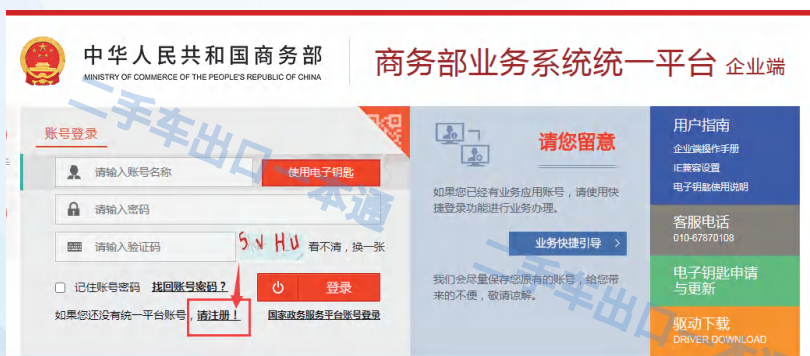 中华人民共和国商务部
MINISTRY OF COMMERCE OF THE PEOPLE'S REPUBLIC OF CHINA
商务部业务系统统一平台 企业端
账号登录
请输入账号名称
使用电子钥匙
请输入密码
请输入验证码
S V H U
看不清，换一张
记住账号密码 找回账号密码？
登录
如果您还没有统一平台账号，请注册！
国家政务服务平台账号登录
请您留意
如果您已经有业务应用账号，请使用快
捷登录功能进行业务办理。
业务快捷引导 >
我们会尽量保存您原有的账号，给您带
来的不便，敬请谅解。
用户指南
企业端操作手册
IE兼容设置
电子钥匙使用说明
客服电话
010-67870108
电子钥匙申请
与更新
驱动下载
DRIVER DOWNLOAD
二手车出口一本通
二手车出口一本通